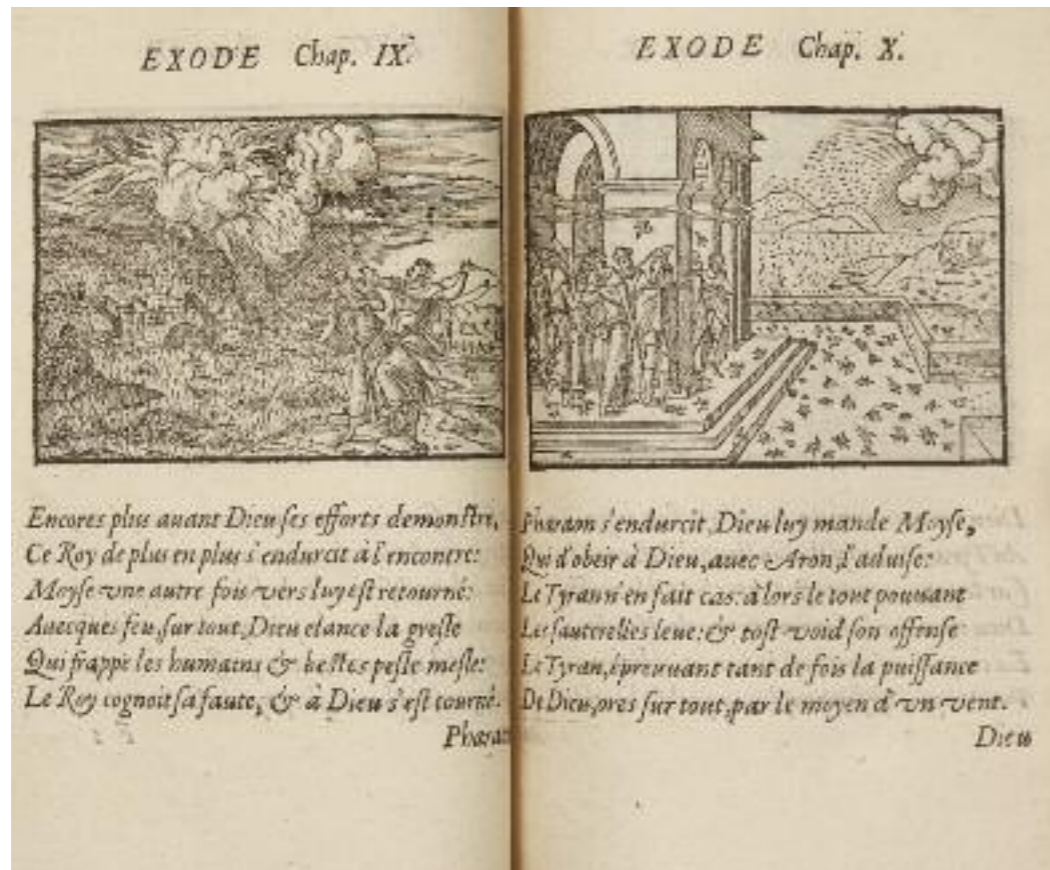 EXODE Chap. IX.
Encores plus auant Dieu ses efforts demonstre,
Ce Roy de plus en plus s'endurcit à l'encontre:
Moyse vne autre fois vers luy est retourné:
Auecques feu, sur tout, Dieu elance la gresle
Qui frappe les humains & bestes pesle mesle:
Le Roy cognoit sa faute, & à Dieu s'est tourné.
Pharao
EXODE Chap. X.
Pharaon s'endurcit, Dieu luy mande Moyse,
Qui d'obeir à Dieu, auec Aron, l'aduise:
Le Tyran n'en fait cas: alors le tout pouuant
Les sauterelles leue: & tost void son offense
Le Tyran, épreuuant tant de fois la puissance
De Dieu, ores sur tout, par le moyen d'vn vent.
Dieu